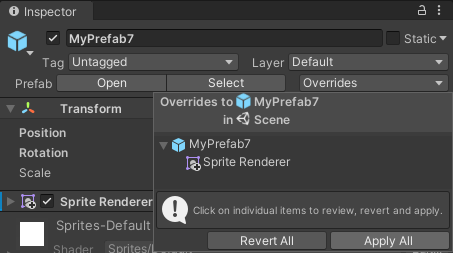 Inspector
MyPrefab7
Static
Tag Untagged Layer Default
Prefab Open Select Overrides
Transform
Overrides to MyPrefab7
in Scene
Position
MyPrefab7
Rotation
Sprite Renderer
Scale
Sprite Renderer
Click on individual items to review, revert and apply.
Sprites-Default
Revert All Apply All
Shader